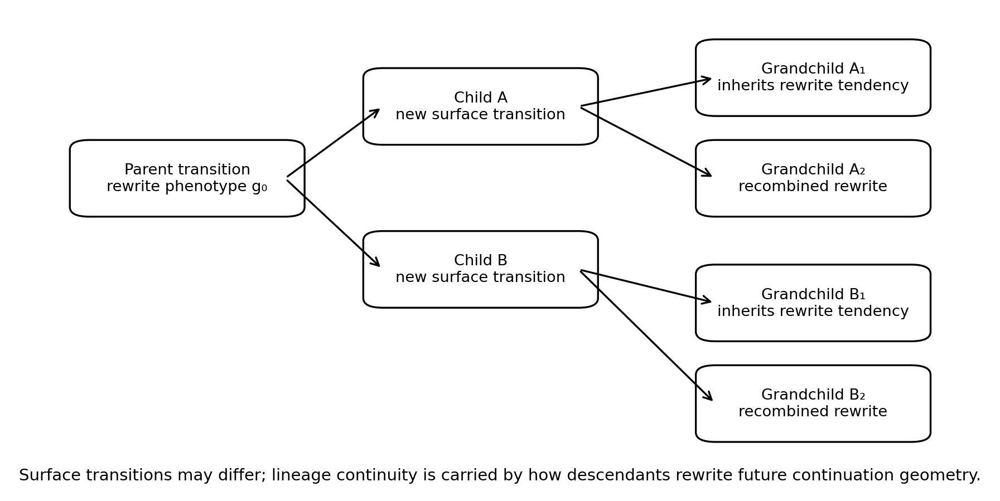 Parent transition
rewrite phenotype g₀
Child A
new surface transition
Child B
new surface transition
Grandchild A₁
inherits rewrite tendency
Grandchild A₂
recombined rewrite
Grandchild B₁
inherits rewrite tendency
Grandchild B₂
recombined rewrite
Surface transitions may differ; lineage continuity is carried by how descendants rewrite future continuation geometry.